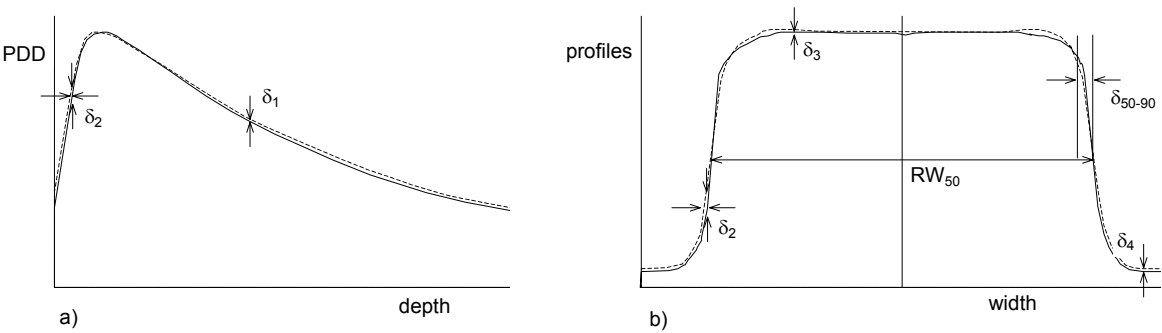 PDD
δ1
δ2
depth
a)
profiles
δ3
δ50-90
RW50
δ2
δ4
width
b)